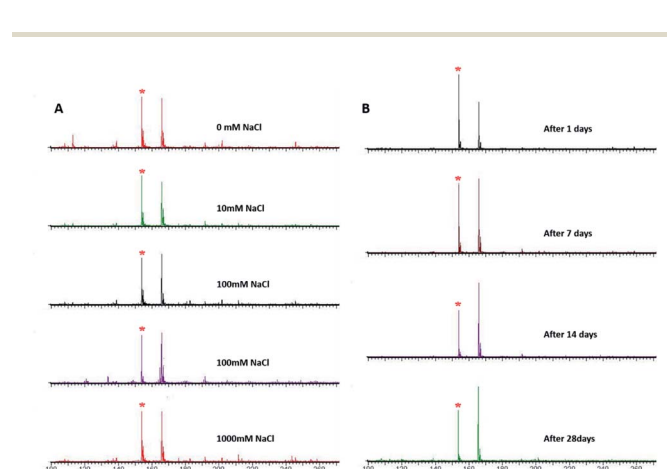 A
*
0 mM NaCl
*
10mM NaCl
*
100mM NaCl
*
100mM NaCl
*
1000mM NaCl
B
*
After 1 days
*
After 7 days
*
After 14 days
*
After 28days